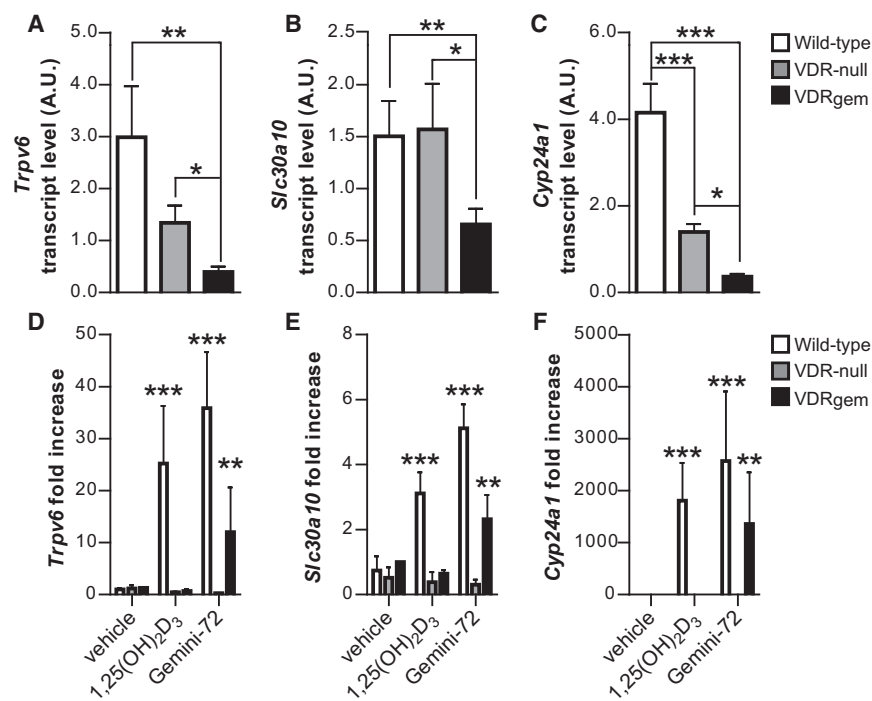 A
Trpv6
transcript level (A.U.)
5.0
4.0
3.0
2.0
1.0
0.0
**
*
B
Slc30a10
transcript level (A.U.)
2.5
2.0
1.5
1.0
0.5
0.0
**
*
C
Cyp24a1
transcript level (A.U.)
6.0
4.0
2.0
0.0
***
***
*
Wild-type
VDR-null
VDRgem
D
Trpv6 fold increase
50
40
30
20
10
0
***
***
**
vehicle
1,25(OH)2D3
Gemini-72
E
Slc30a10 fold increase
8
6
4
2
0
***
***
**
vehicle
1,25(OH)2D3
Gemini-72
F
Cyp24a1 fold increase
5000
4000
3000
2000
1000
0
***
***
**
vehicle
1,25(OH)2D3
Gemini-72
Wild-type
VDR-null
VDRgem